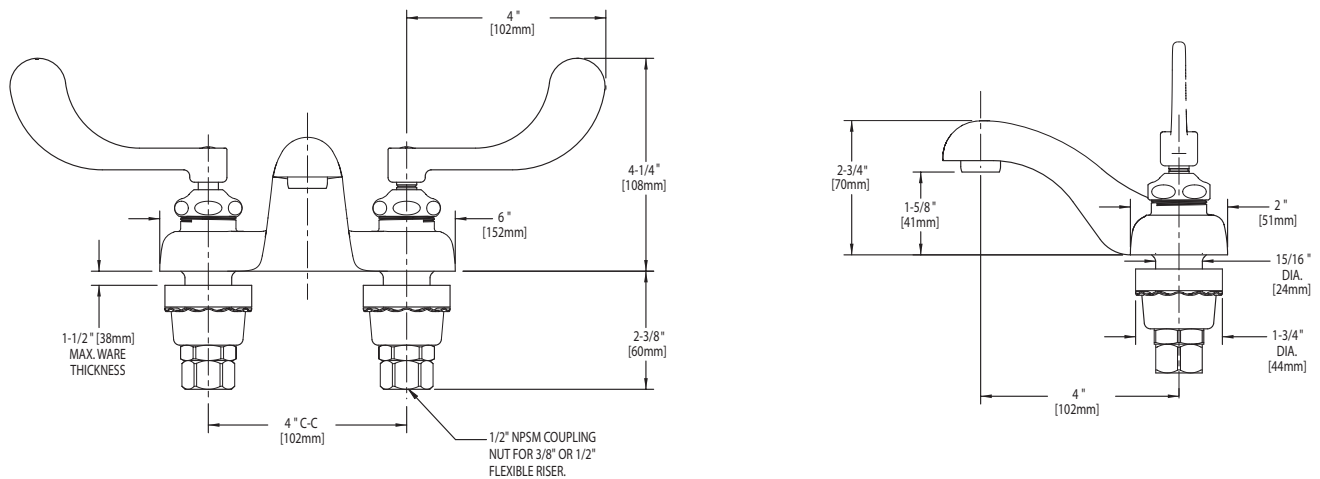 4 "
[102mm]
4-1/4"
[108mm]
6 "
[152mm]
1-1/2 " [38mm]
MAX. WARE
THICKNESS
2-3/8"
[60mm]
4 " C-C
[102mm]
1/2" NPSM COUPLING
NUT FOR 3/8" OR 1/2"
FLEXIBLE RISER.
2-3/4"
[70mm]
1-5/8"
[41mm]
2 "
[51mm]
15/16 "
DIA.
[24mm]
1-3/4"
DIA.
[44mm]
4 "
[102mm]